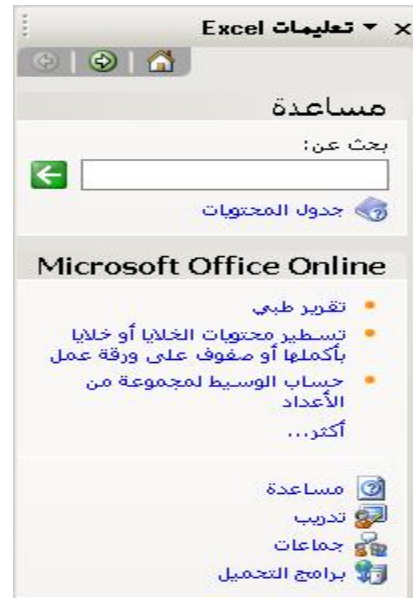 تعليمات Excel
مساعدة
بحث عن:
جدول المحتويات
Microsoft Office Online
تقرير طبي
تسطير محتويات الخلايا أو خلايا
بأكملها أو صفوف على ورقة عمل
حساب الوسيط لمجموعة من
الأعداد
أكثر...
مساعدة
تدريب
جماعات
برامج التحميل